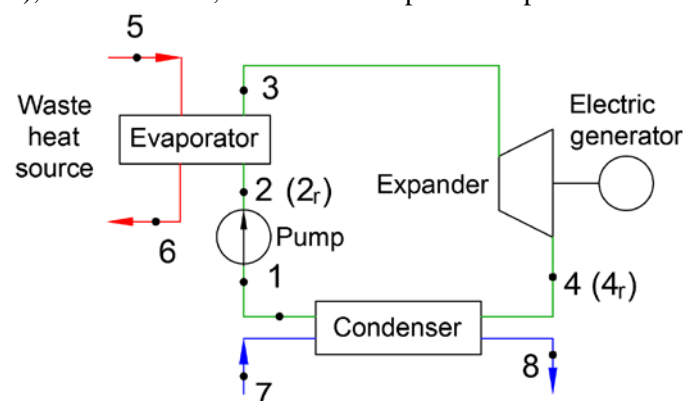 5
3
Waste
heat
source
Evaporator
Electric
generator
Expander
2 (2r)
6
Pump
1
4 (4r)
Condenser
7
8